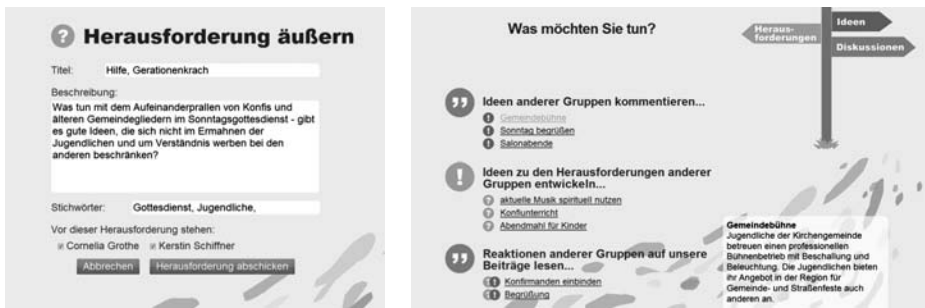 Herausforderung äußern
Titel: Hilfe, Gerationenkrach
Beschreibung:
Was tun mit dem Aufeinanderprallen von Konfis und
älteren Gemeindegliedern im Sonntagsgottesdienst - gibt
es gute Ideen, die sich nicht im Ermahnen der
Jugendlichen und um Verständnis werben bei den
anderen beschränken?
Stichwörter: Gottesdienst, Jugendliche,
Vor dieser Herausforderung stehen:
Cornelia Grothe Kerstin Schiffner
Abbrechen Herausforderung abschicken
Was möchten Sie tun?
Heraus-
forderungen
Ideen
Diskussionen
Ideen anderer Gruppen kommentieren...
Gemeindebühne
Sonntag begrüßen
Salonabende
Ideen zu den Herausforderungen anderer
Gruppen entwickeln...
aktuelle Musik spirituell nutzen
Konfiunterricht
Abendmahl für Kinder
Reaktionen anderer Gruppen auf unsere
Beiträge lesen...
Konfirmanden einbinden
Begrüßung
Gemeindebühne
Jugendliche der Kirchengemeinde
betreuen einen professionellen
Bühnenbetrieb mit Beschallung und
Beleuchtung. Die Jugendlichen bieten
ihr Angebot in der Region für
Gemeinde- und Straßenfeste auch
anderen an.